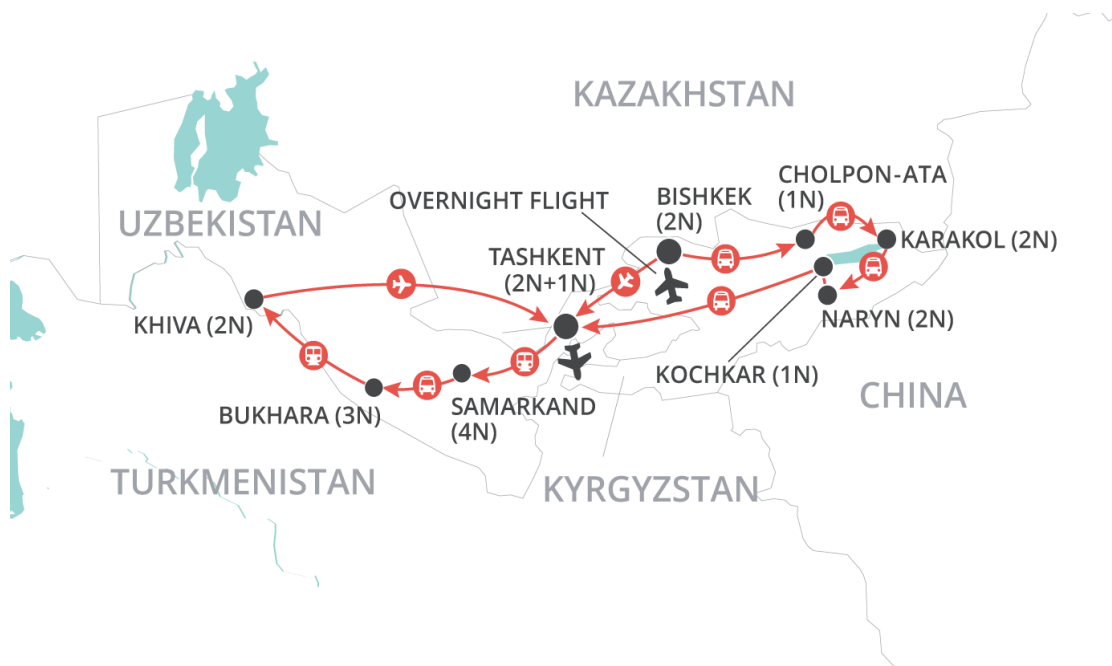 KAZAKHSTAN
CHOLPON-ATA
(1N)
OVERNIGHT FLIGHT
BISHKEK
(2N)
UZBEKISTAN
KARAKOL (2N)
TASHKENT
(2N+1N)
KHIVA (2N)
NARYN (2N)
KOCHKAR (1N)
CHINA
BUKHARA (3N)
SAMARKAND
(4N)
TURKMENISTAN
KYRGYZSTAN